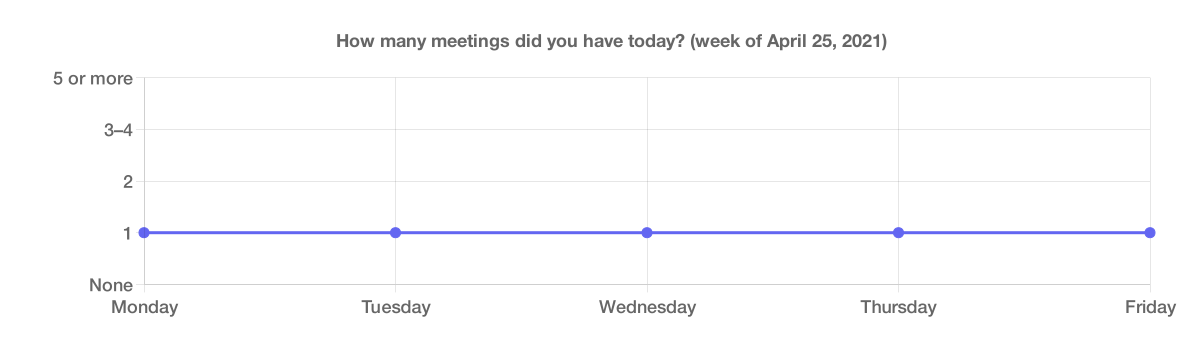 How many meetings did you have today? (week of April 25, 2021)
5 or more
3–4
2
1
None
Monday Tuesday Wednesday Thursday Friday